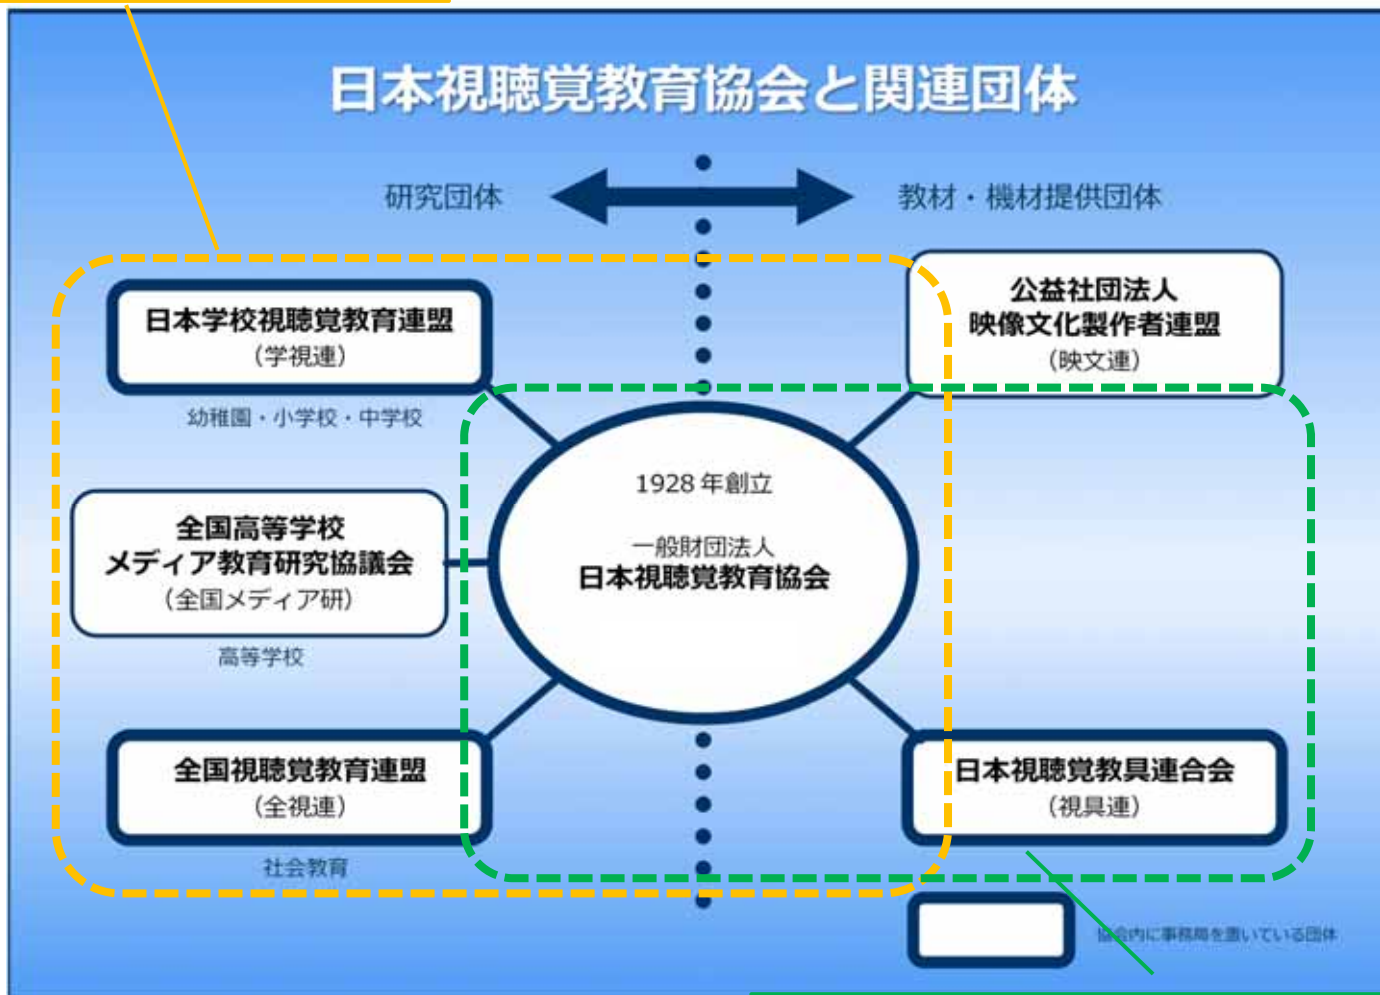 日本視聴覚教育協会と関連団体
研究団体
教材・機材提供団体
日本学校視聴覚教育連盟
（学視連）
幼稚園・小学校・中学校
公益社団法人
映像文化製作者連盟
（映文連）
1928 年創立
一般財団法人
日本視聴覚教育協会
全国高等学校
メディア教育研究協議会
（全国メディア研）
高等学校
全国視聴覚教育連盟
（全視連）
社会教育
日本視聴覚教具連合会
（視具連）
協会内に事務局を置いている団体